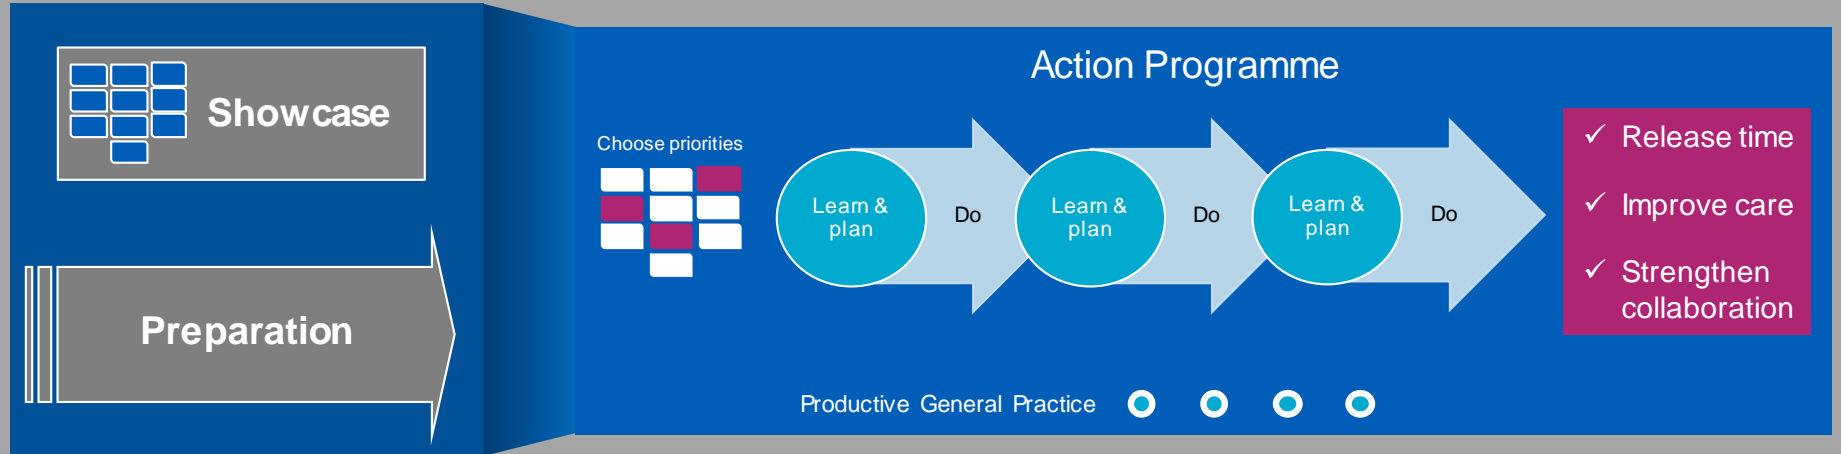 Showcase
Preparation
Action Programme
Choose priorities
Learn &
plan
Do
Learn &
plan
Do
Learn &
plan
Do
✓ Release time
✓ Improve care
✓ Strengthen
collaboration
Productive General Practice